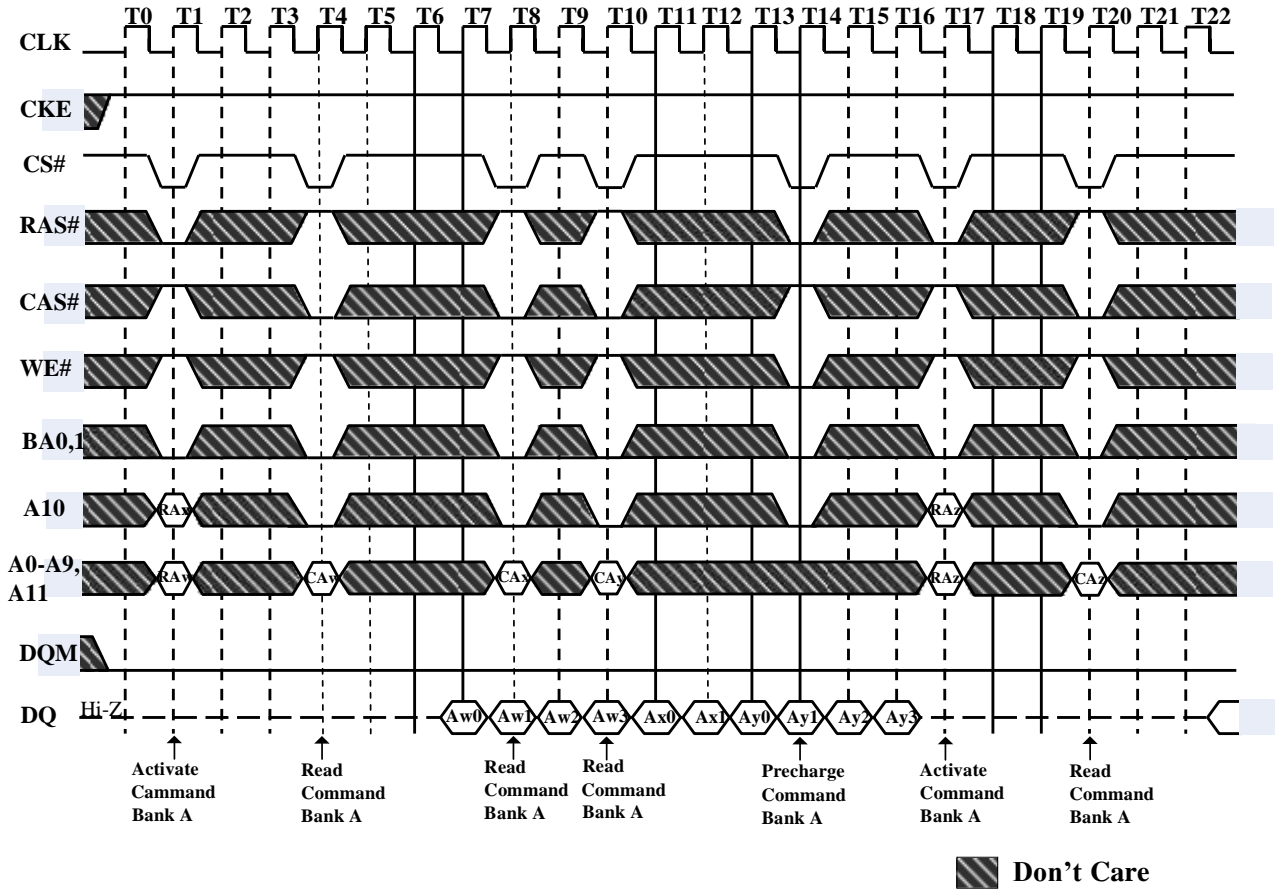 T0 T1 T2 T3 T4 T5 T6 T7 T8 T9 T10 T11 T12 T13 T14 T15 T16 T17 T18 T19 T20 T21 T22
CLK
CKE
CS#
RAS#
CAS#
WE#
BA0,1
A10 RAx RAz
A0-A9,
A11 RAw CAw CAx CAy RAz CAz
DQM
DQ Hi-Z Aw0 Aw1 Aw2 Aw3 Ax0 Ax1 Ay0 Ay1 Ay2 Ay3
Activate
Cammand
Bank A
Read
Command
Bank A
Read
Command
Bank A
Read
Command
Bank A
Precharge
Command
Bank A
Activate
Command
Bank A
Read
Command
Bank A
Don't Care